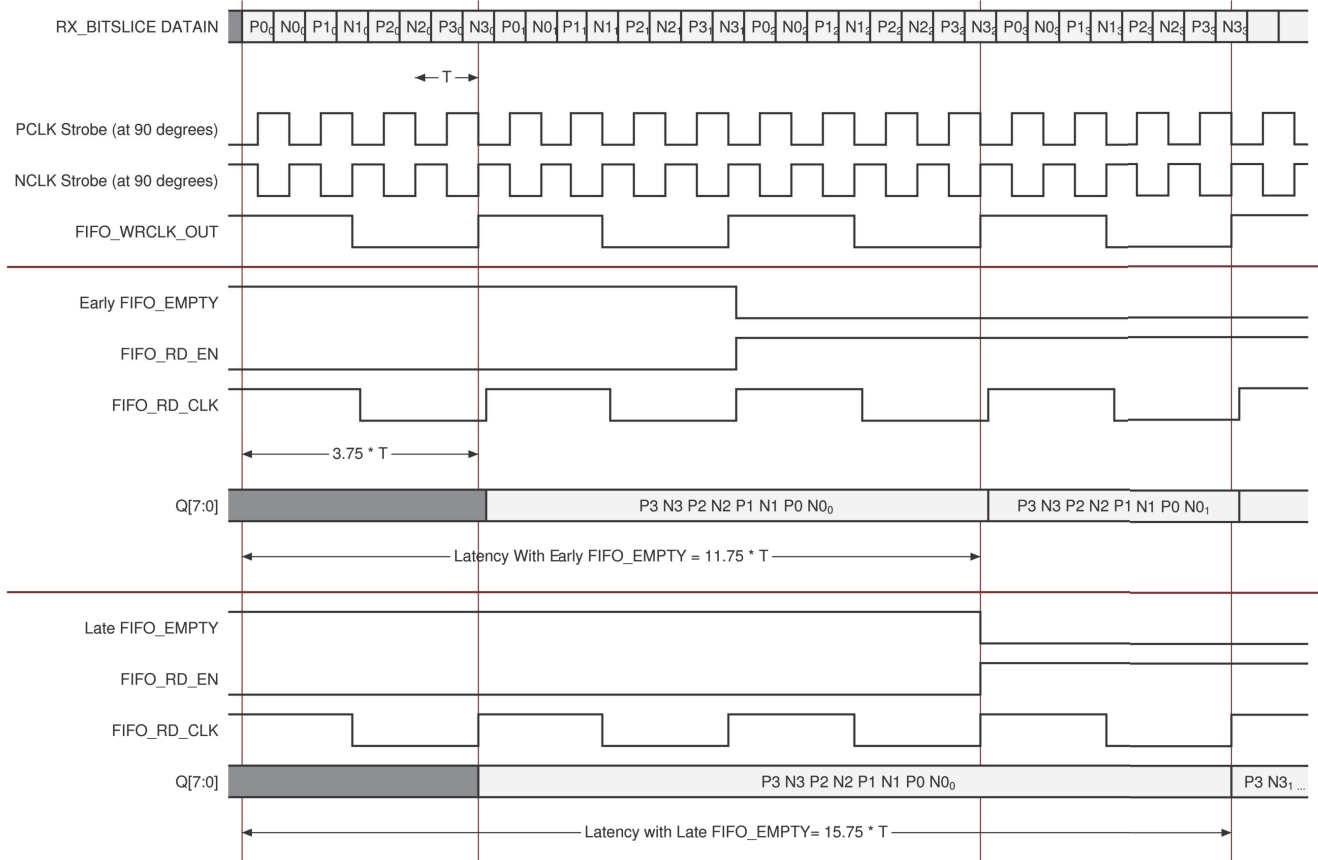 RX_BITSLICE DATAIN P0₀ N0₀ P1₀ N1₀ P2₀ N2₀ P3₀ N3₀ P0₁ N0₁ P1₁ N1₁ P2₁ N2₁ P3₁ N3₁ P0₂ N0₂ P1₂ N1₂ P2₂ N2₂ P3₂ N3₂ P0₃ N0₃ P1₃ N1₃ P2₃ N2₃ P3₃ N3₃
T
PCLK Strobe (at 90 degrees)
NCLK Strobe (at 90 degrees)
FIFO_WRCLK_OUT
Early FIFO_EMPTY
FIFO_RD_EN
FIFO_RD_CLK
3.75 * T
Q[7:0] P3 N3 P2 N2 P1 N1 P0 N0₀ P3 N3 P2 N2 P1 N1 P0 N0₁
Latency With Early FIFO_EMPTY = 11.75 * T
Late FIFO_EMPTY
FIFO_RD_EN
FIFO_RD_CLK
Q[7:0] P3 N3 P2 N2 P1 N1 P0 N0₀ P3 N3₁ ...
Latency with Late FIFO_EMPTY= 15.75 * T